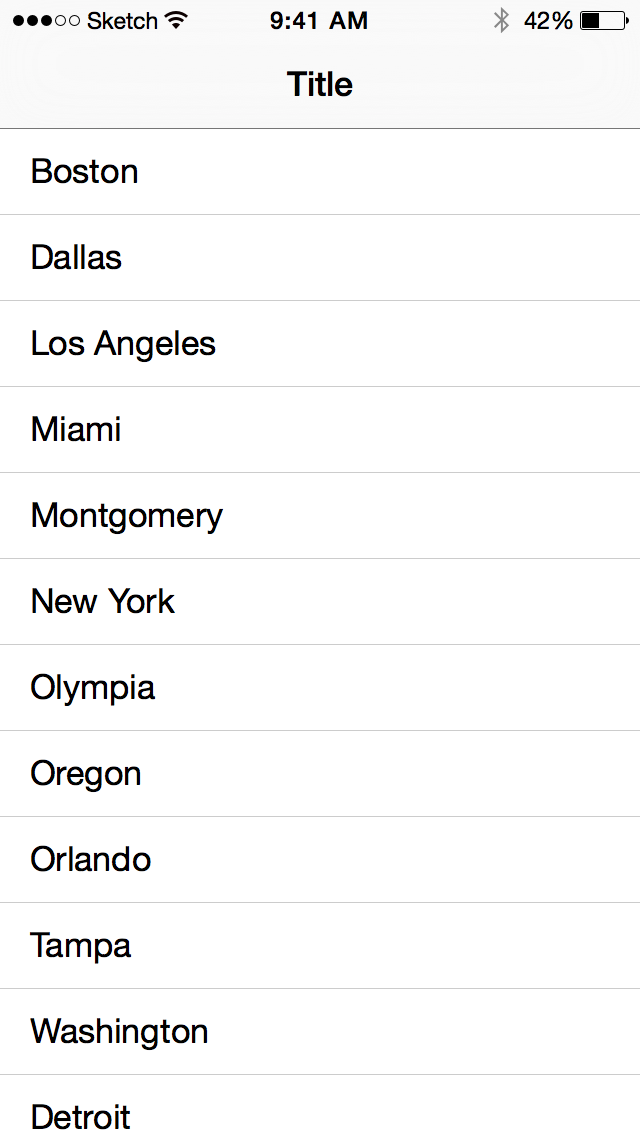 Sketch 9:41 AM 42%
Title
Boston
Dallas
Los Angeles
Miami
Montgomery
New York
Olympia
Oregon
Orlando
Tampa
Washington
Detroit